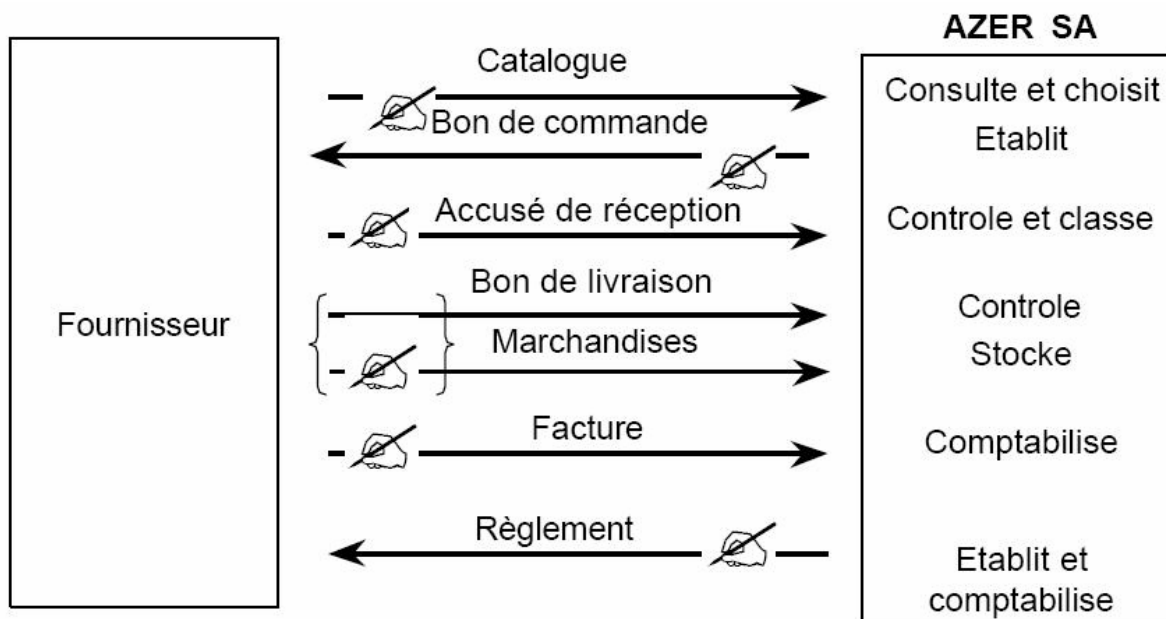 AZER SA
Catalogue
Consulte et choisit
Bon de commande
Etablit
Accusé de réception
Controle et classe
Bon de livraison
Controle
Fournisseur
Marchandises
Stocke
Facture
Comptabilise
Règlement
Etablit et
comptabilise